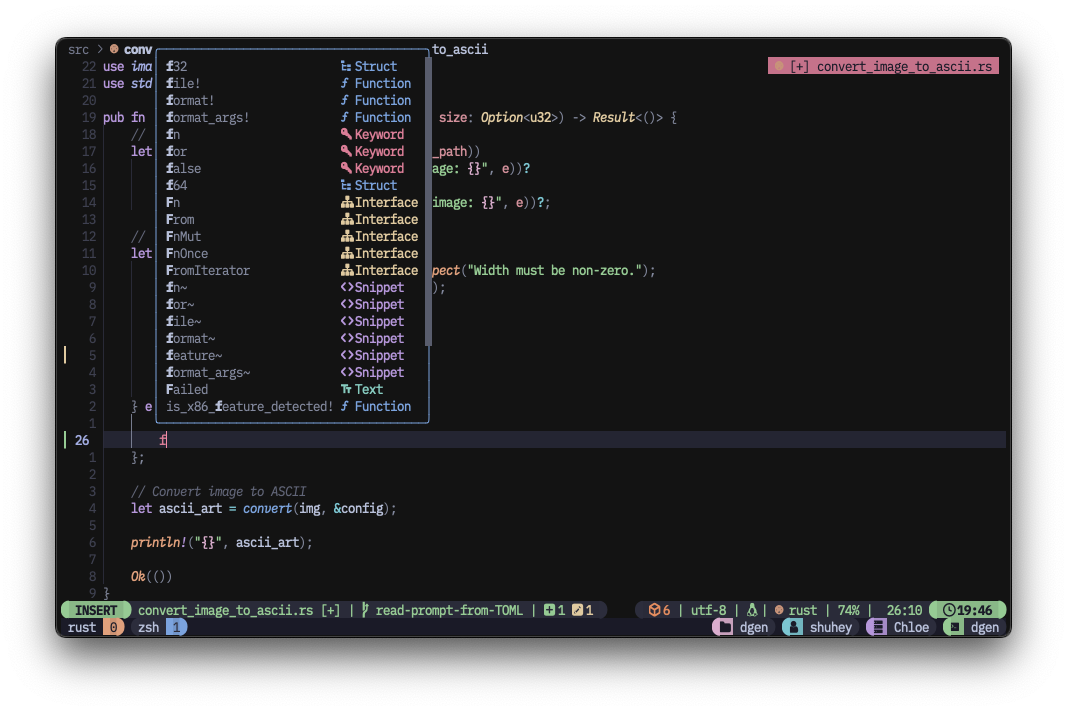 src > conv to_ascii
22 use ima f32 Struct [+] convert_image_to_ascii.rs
21 use std file! Function
20 format! Function
19 pub fn format_args! Function size: Option<u32>) -> Result<()> {
18 // fn Keyword
17 let for Keyword _path))
16 false Keyword age: {}", e))?
15 f64 Struct
14 Fn Interface image: {}", e))?;
13 From Interface
12 // FnMut Interface
11 let FnOnce Interface
10 FromIterator Interface pect("Width must be non-zero.");
9 fn~ Snippet );
8 for~ Snippet
7 file~ Snippet
6 format~ Snippet
5 feature~ Snippet
4 format_args~ Snippet
3 Failed Text
2 } e is_x86_feature_detected! Function
1
26 f
1 };
2
3 // Convert image to ASCII
4 let ascii_art = convert(img, &config);
5
6 println!("{}", ascii_art);
7
8 Ok(())
9 }
INSERT convert_image_to_ascii.rs [+] | read-prompt-from-TOML | 1 1 6 | utf-8 | | rust | 74% | 26:10 19:46
rust 0 zsh 1 dgen shuhey Chloe dgen